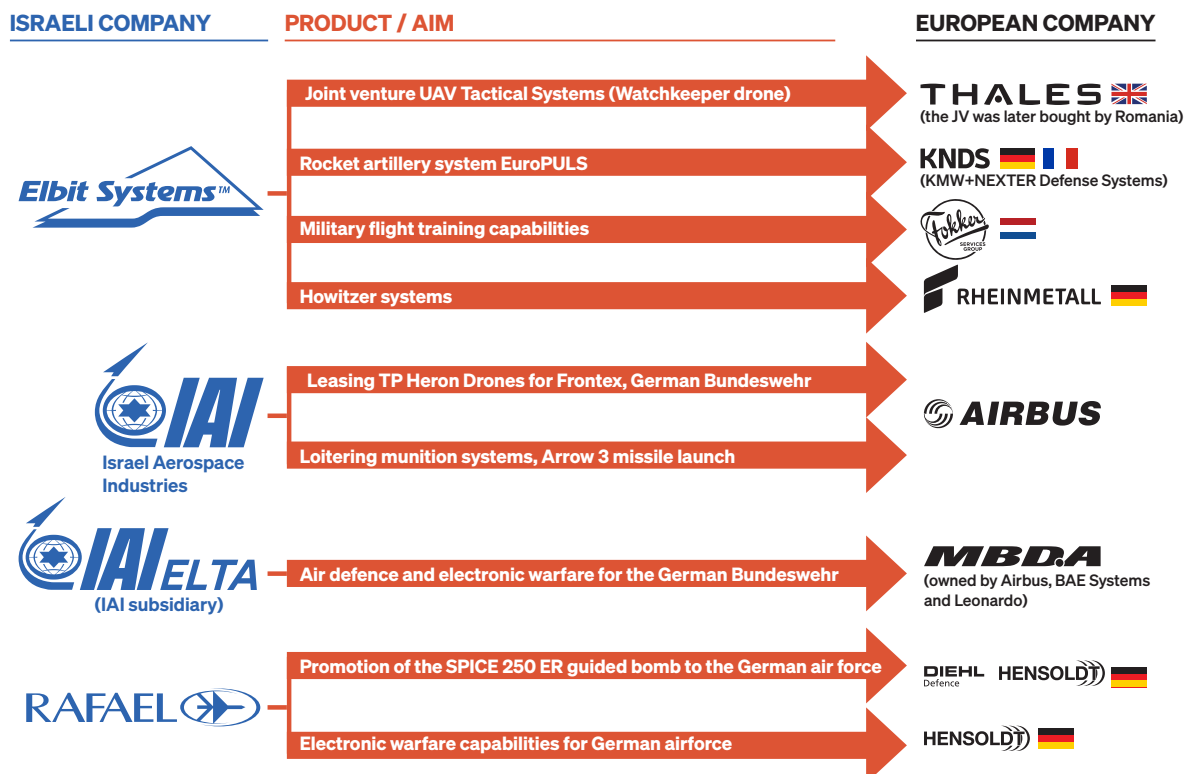 ISRAELI COMPANY
PRODUCT / AIM
EUROPEAN COMPANY
Elbit Systems™
Joint venture UAV Tactical Systems (Watchkeeper drone)
THALES
(the JV was later bought by Romania)
Rocket artillery system EuroPULS
KNDS
(KMW+NEXTER Defense Systems)
Military flight training capabilities
Fokker
SERVICES
GROUP
Howitzer systems
RHEINMETALL
IAI
Israel Aerospace
Industries
Leasing TP Heron Drones for Frontex, German Bundeswehr
Loitering munition systems, Arrow 3 missile launch
AIRBUS
IAI ELTA
(IAI subsidiary)
Air defence and electronic warfare for the German Bundeswehr
MBDA
(owned by Airbus, BAE Systems
and Leonardo)
RAFAEL
Promotion of the SPICE 250 ER guided bomb to the German air force
DIEHL
Defence
HENSOLDT
Electronic warfare capabilities for German airforce
HENSOLDT